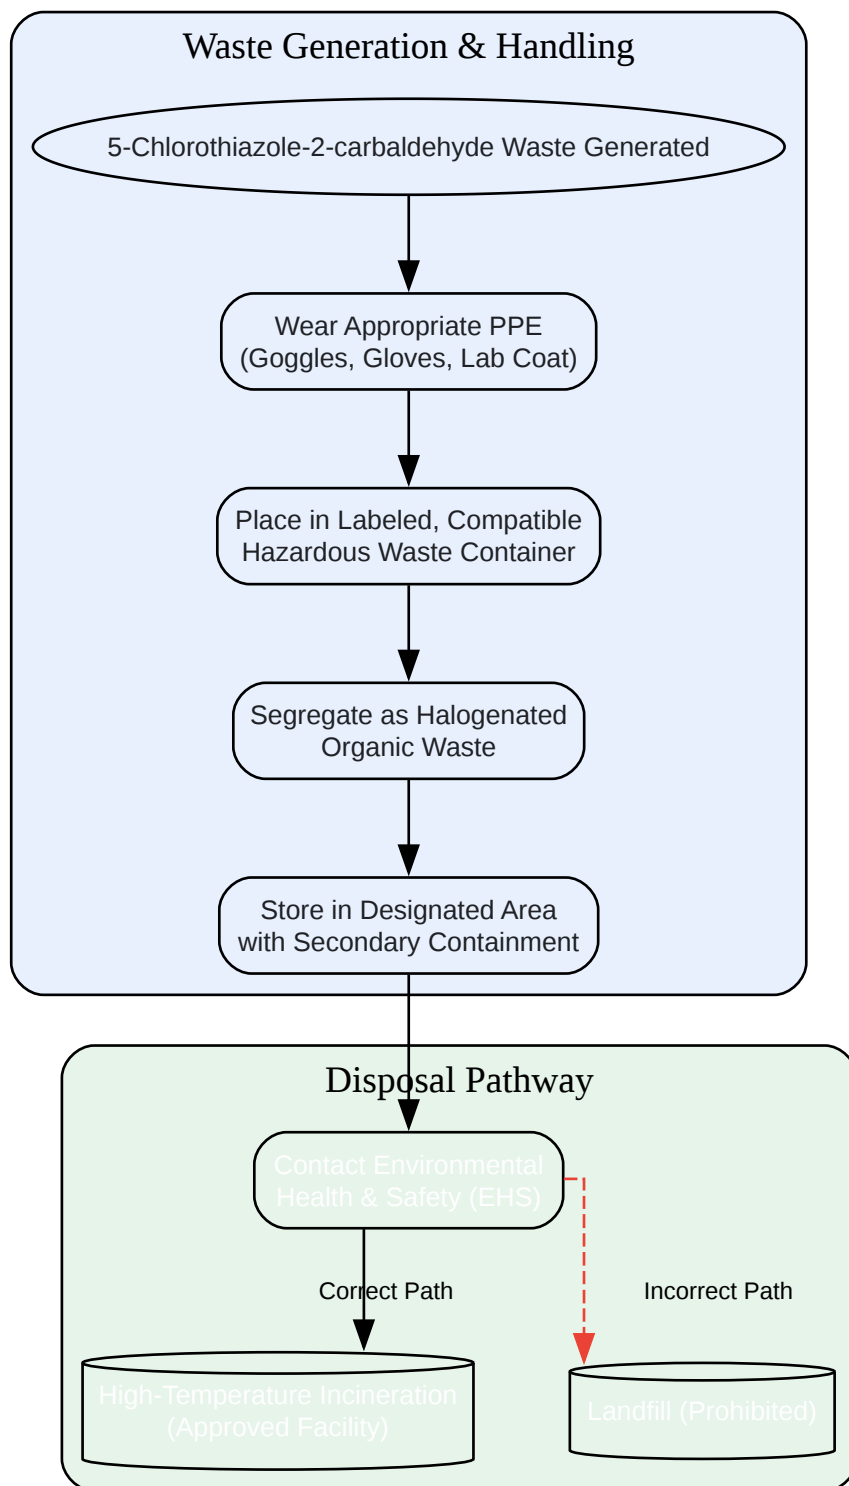 Waste Generation & Handling
5-Chlorothiazole-2-carbaldehyde Waste Generated
Wear Appropriate PPE
(Goggles, Gloves, Lab Coat)
Place in Labeled, Compatible
Hazardous Waste Container
Segregate as Halogenated
Organic Waste
Store in Designated Area
with Secondary Containment
Disposal Pathway
Contact Environmental
Health & Safety (EHS)
Correct Path
Incorrect Path
High-Temperature Incineration
(Approved Facility)
Landfill (Prohibited)